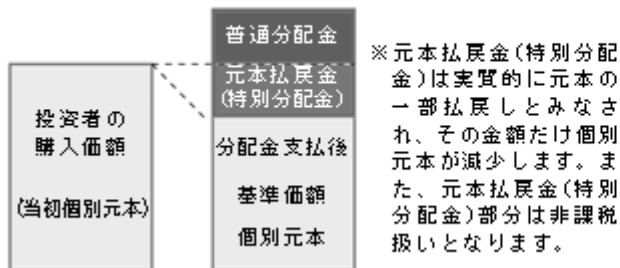 普通分配金
元本払戻金
(特別分配金)
投資者の
購入価額
(当初個別元本)
分配金支払後
基準価額
個別元本
※元本払戻金(特別分配
金)は実質的に元本の
一部払戻しとみなさ
れ、その金額だけ個別
元本が減少します。ま
た、元本払戻金(特別
分配金)部分は非課税
扱いとなります。